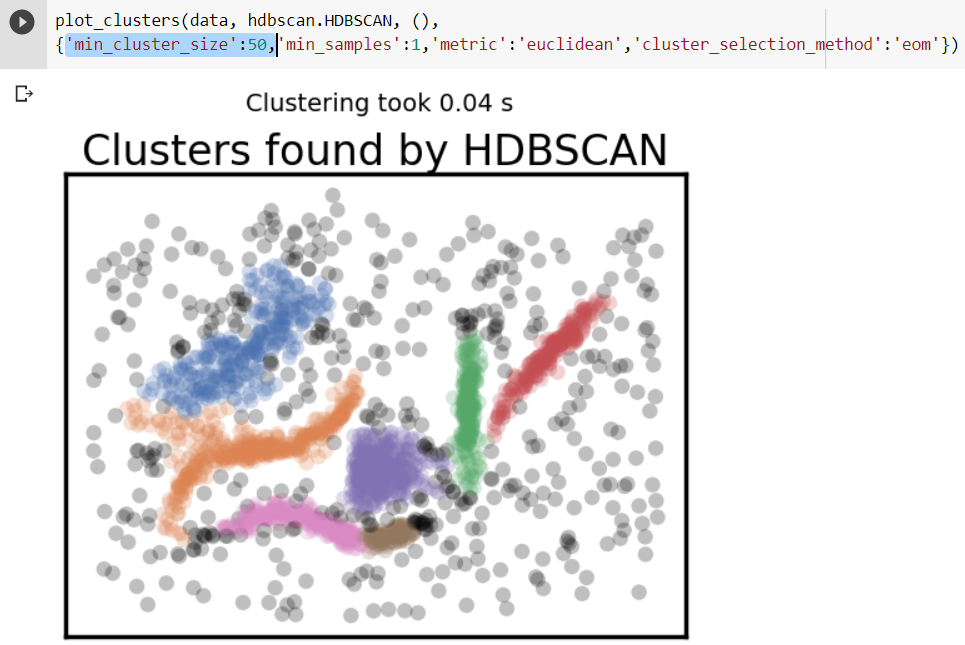 plot_clusters(data, hdbscan.HDBSCAN, (),
{'min_cluster_size':50,'min_samples':1,'metric':'euclidean','cluster_selection_method':'eom'})
Clustering took 0.04 s
Clusters found by HDBSCAN